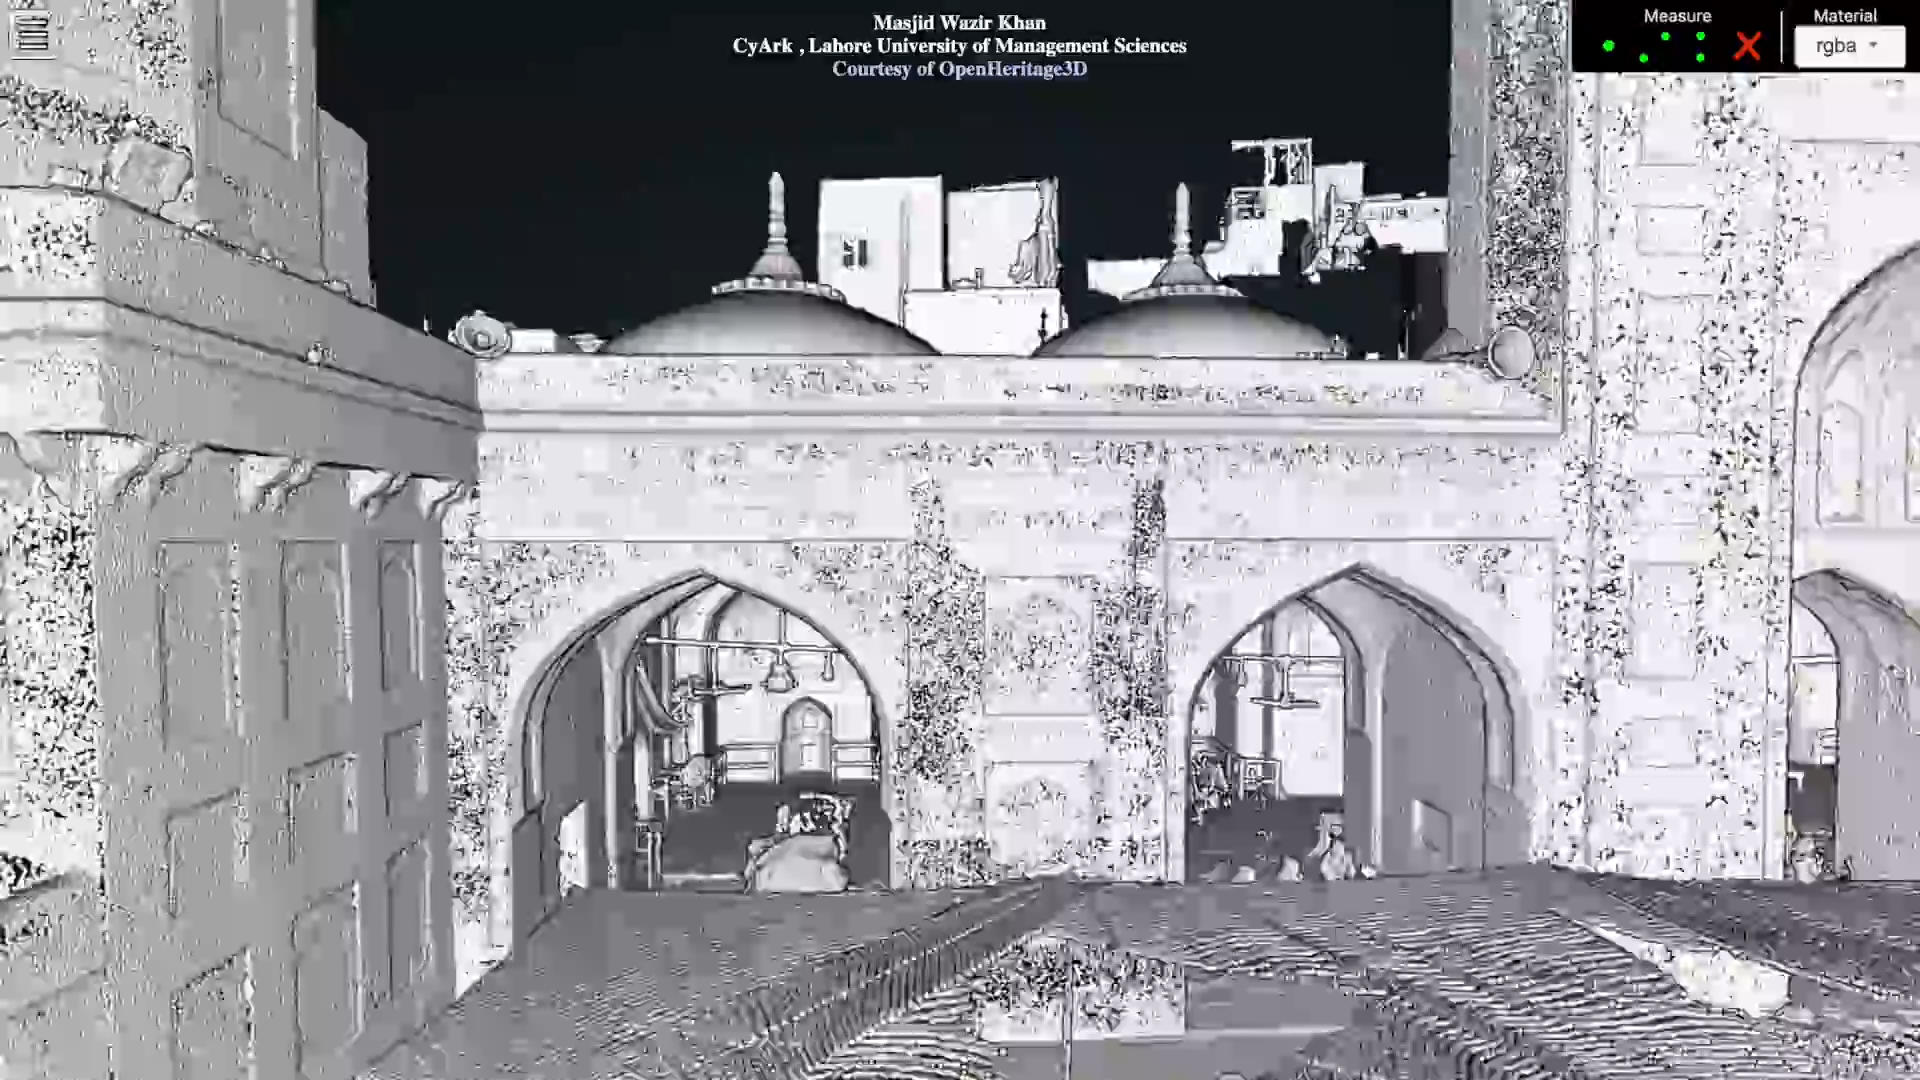 Masjid Wazir Khan
CyArk , Lahore University of Management Sciences
Courtesy of OpenHeritage3D
Measure
Material
rgba